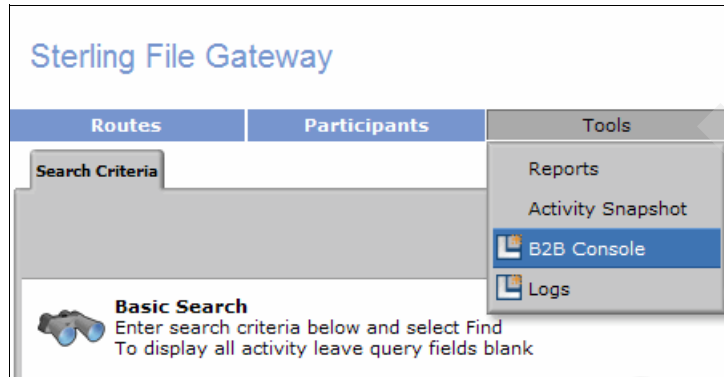 Sterling File Gateway
Routes Participants Tools
Search Criteria
Reports
Activity Snapshot
B2B Console
Logs
Basic Search
Enter search criteria below and select Find
To display all activity leave query fields blank